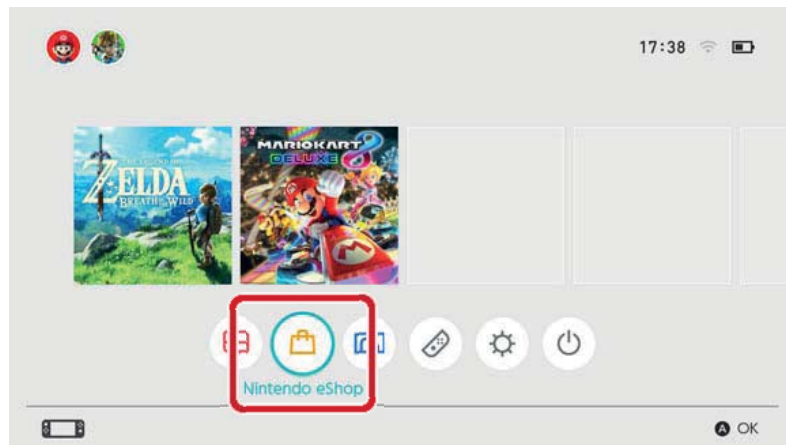 17:38
THE LEGEND OF
ZELDA
BREATH OF THE WILD
MARIOKART 8
DELUXE
Nintendo eShop
A OK